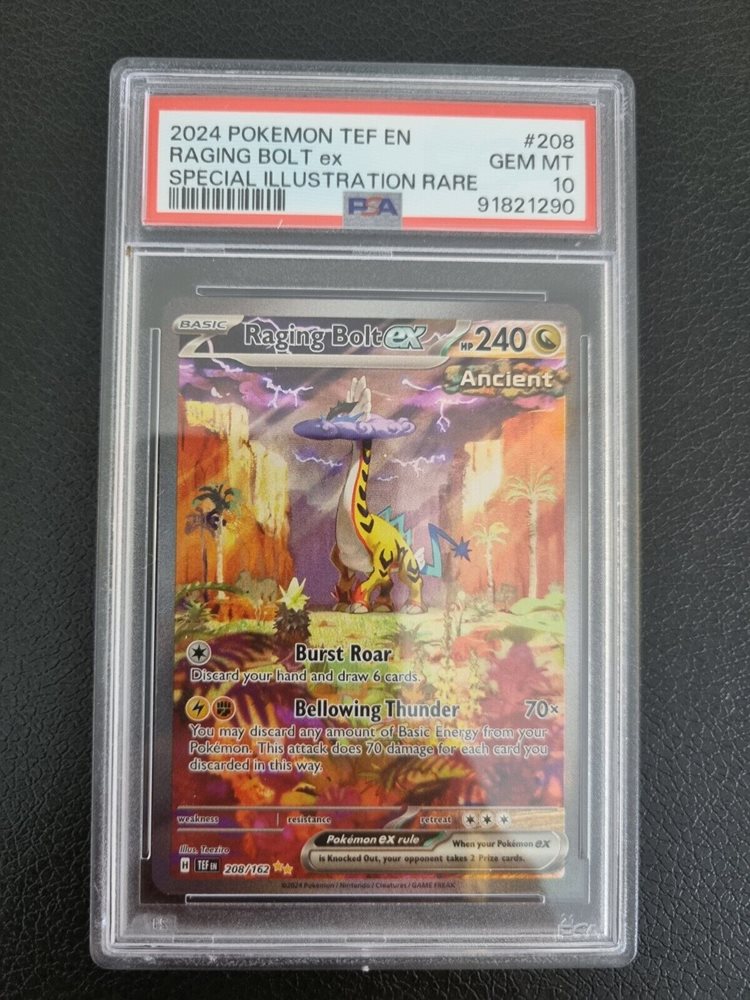 2024 POKEMON TEF EN #208
RAGING BOLT ex GEM MT
SPECIAL ILLUSTRATION RARE 10
PSA 91821290
BASIC Raging Bolt ex HP 240
Ancient
Burst Roar
Discard your hand and draw 6 cards.
Bellowing Thunder 70×
You may discard any amount of Basic Energy from your
Pokémon. This attack does 70 damage for each card you
discarded in this way.
weakness resistance retreat
Pokémon ex rule When your Pokémon ex
is Knocked Out, your opponent takes 2 Prize cards.
Illus. Teeziro
H TEF EN 208/162
©2024 Pokémon / Nintendo / Creatures / GAME FREAK
PSA